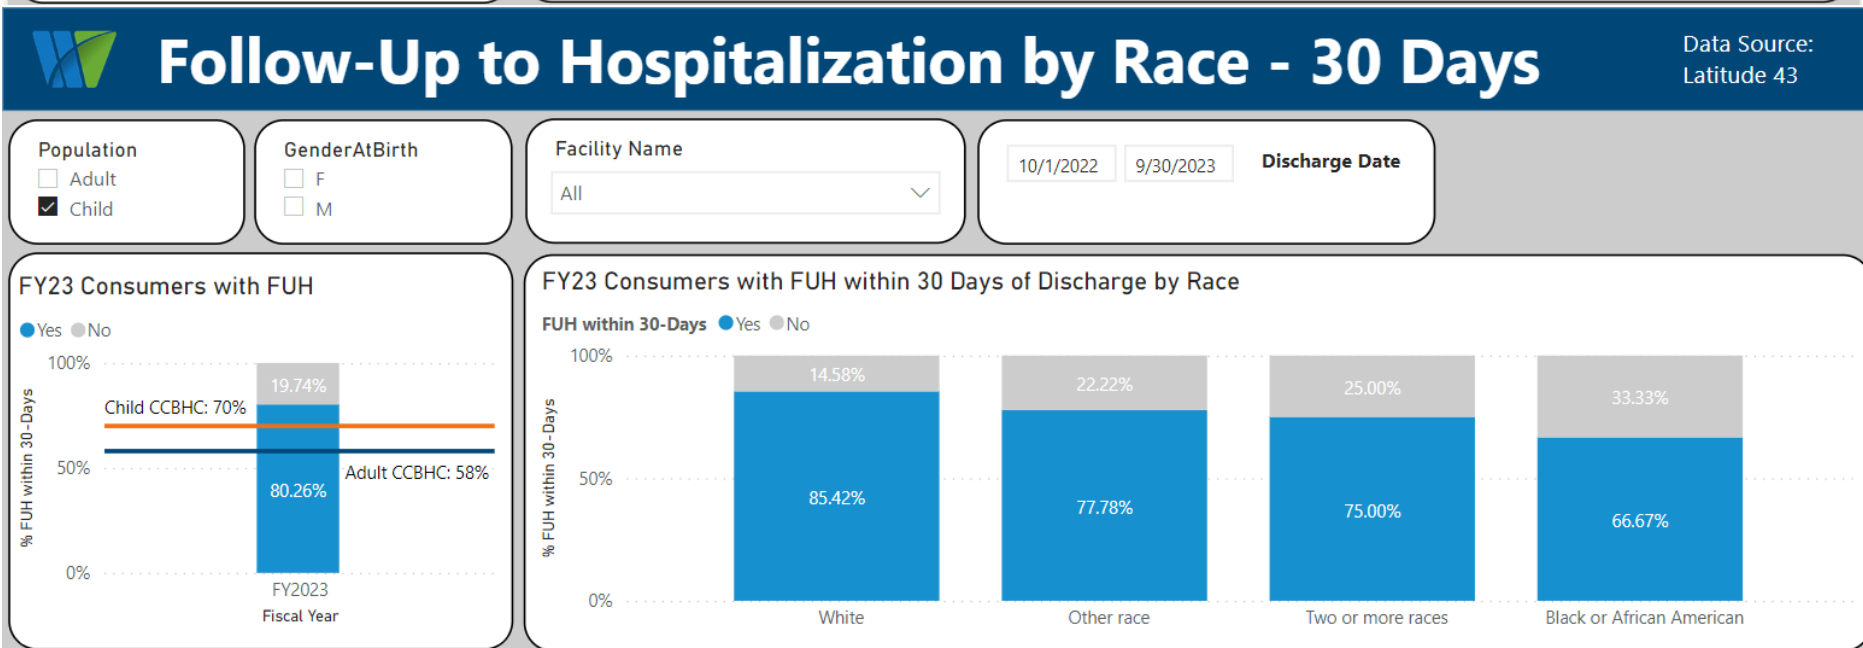 Follow-Up to Hospitalization by Race - 30 Days
Data Source:
Latitude 43
Population
Adult
Child
GenderAtBirth
F
M
Facility Name
All
10/1/2022
9/30/2023
Discharge Date
FY23 Consumers with FUH
Yes No
% FUH within 30-Days
100%
50%
0%
19.74%
Child CCBHC: 70%
Adult CCBHC: 58%
80.26%
FY2023
Fiscal Year
FY23 Consumers with FUH within 30 Days of Discharge by Race
FUH within 30-Days Yes No
% FUH within 30-Days
100%
50%
0%
14.58%
22.22%
25.00%
33.33%
85.42%
77.78%
75.00%
66.67%
White
Other race
Two or more races
Black or African American